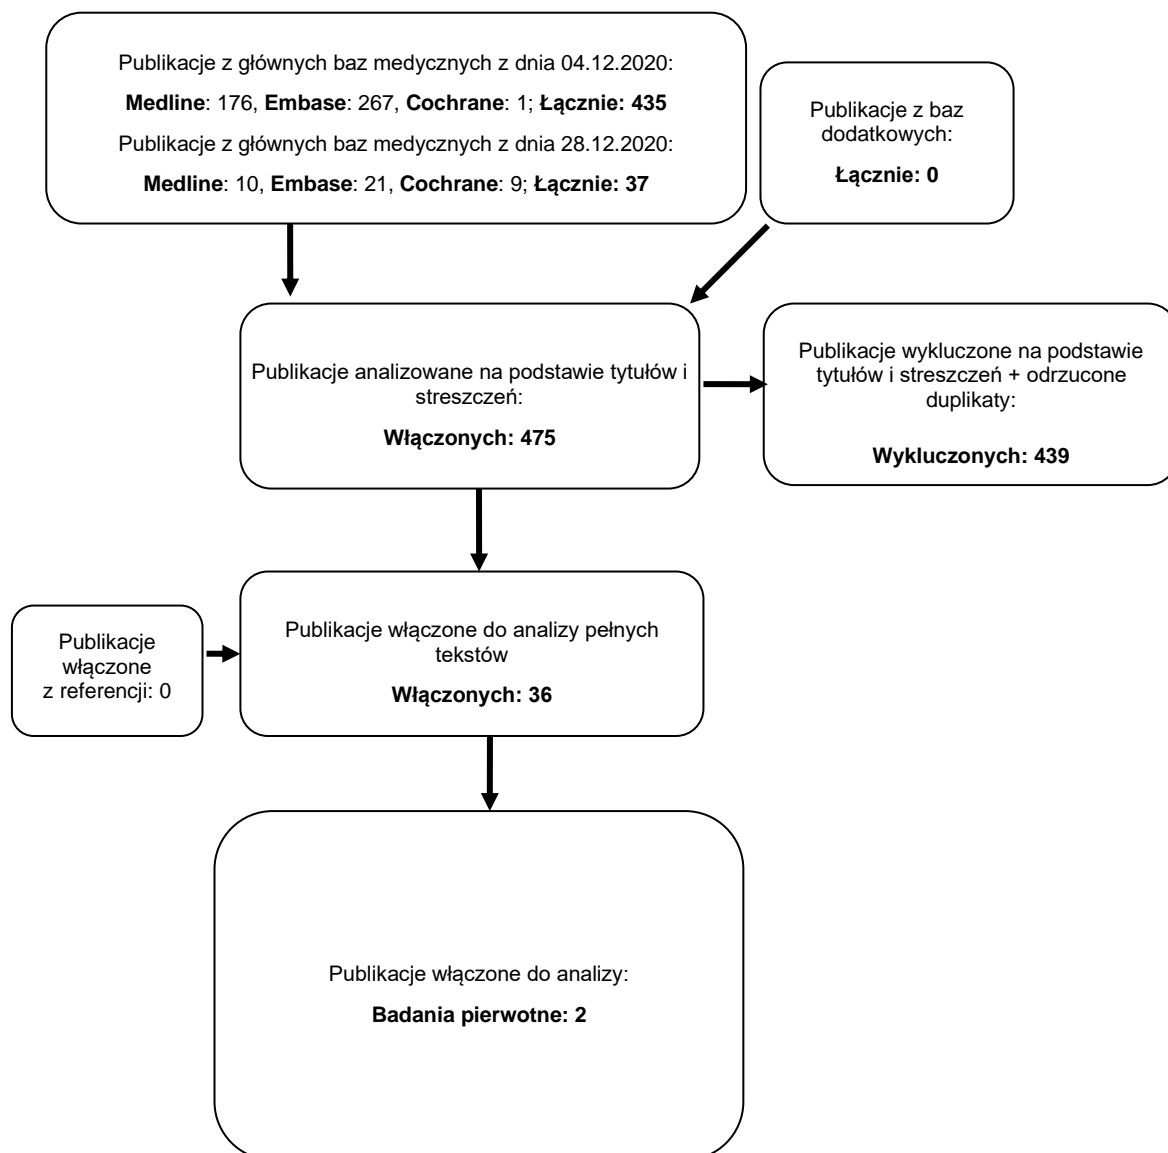 Publikacje z głównych baz medycznych z dnia 04.12.2020:
Medline: 176, Embase: 267, Cochrane: 1; Łącznie: 435
Publikacje z głównych baz medycznych z dnia 28.12.2020:
Medline: 10, Embase: 21, Cochrane: 9; Łącznie: 37
Publikacje z baz
dodatkowych:
Łącznie: 0
Publikacje analizowane na podstawie tytułów i
streszczeń:
Włączonych: 475
Publikacje wykluczone na podstawie
tytułów i streszczeń + odrzucone
duplikaty:
Wykluczonych: 439
Publikacje
włączone
z referencji: 0
Publikacje włączone do analizy pełnych
tekstów
Włączonych: 36
Publikacje włączone do analizy:
Badania pierwotne: 2